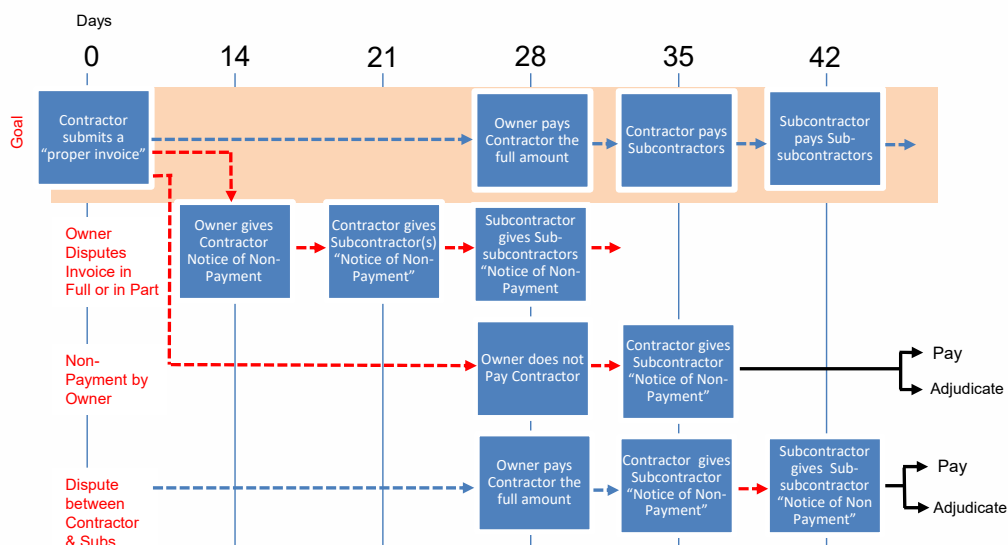 Days
0
14
21
28
35
42
Goal
Contractor
submits a
“proper invoice”
Owner pays
Contractor the
full amount
Contractor pays
Subcontractors
Subcontractor
pays Sub-
subcontractors
Owner
Disputes
Invoice in
Full or in Part
Owner gives
Contractor
Notice of Non-
Payment
Contractor gives
Subcontractor(s)
“Notice of Non-
Payment”
Subcontractor
gives Sub-
subcontractors
“Notice of Non-
Payment
Non-
Payment by
Owner
Owner does not
Pay Contractor
Contractor gives
Subcontractor
“Notice of Non-
Payment”
Pay
Adjudicate
Dispute
between
Contractor
& Subs
Owner pays
Contractor the
full amount
Contractor gives
Subcontractor
“Notice of Non-
Payment”
Subcontractor
gives Sub-
subcontractor
“Notice of Non
Payment”
Pay
Adjudicate